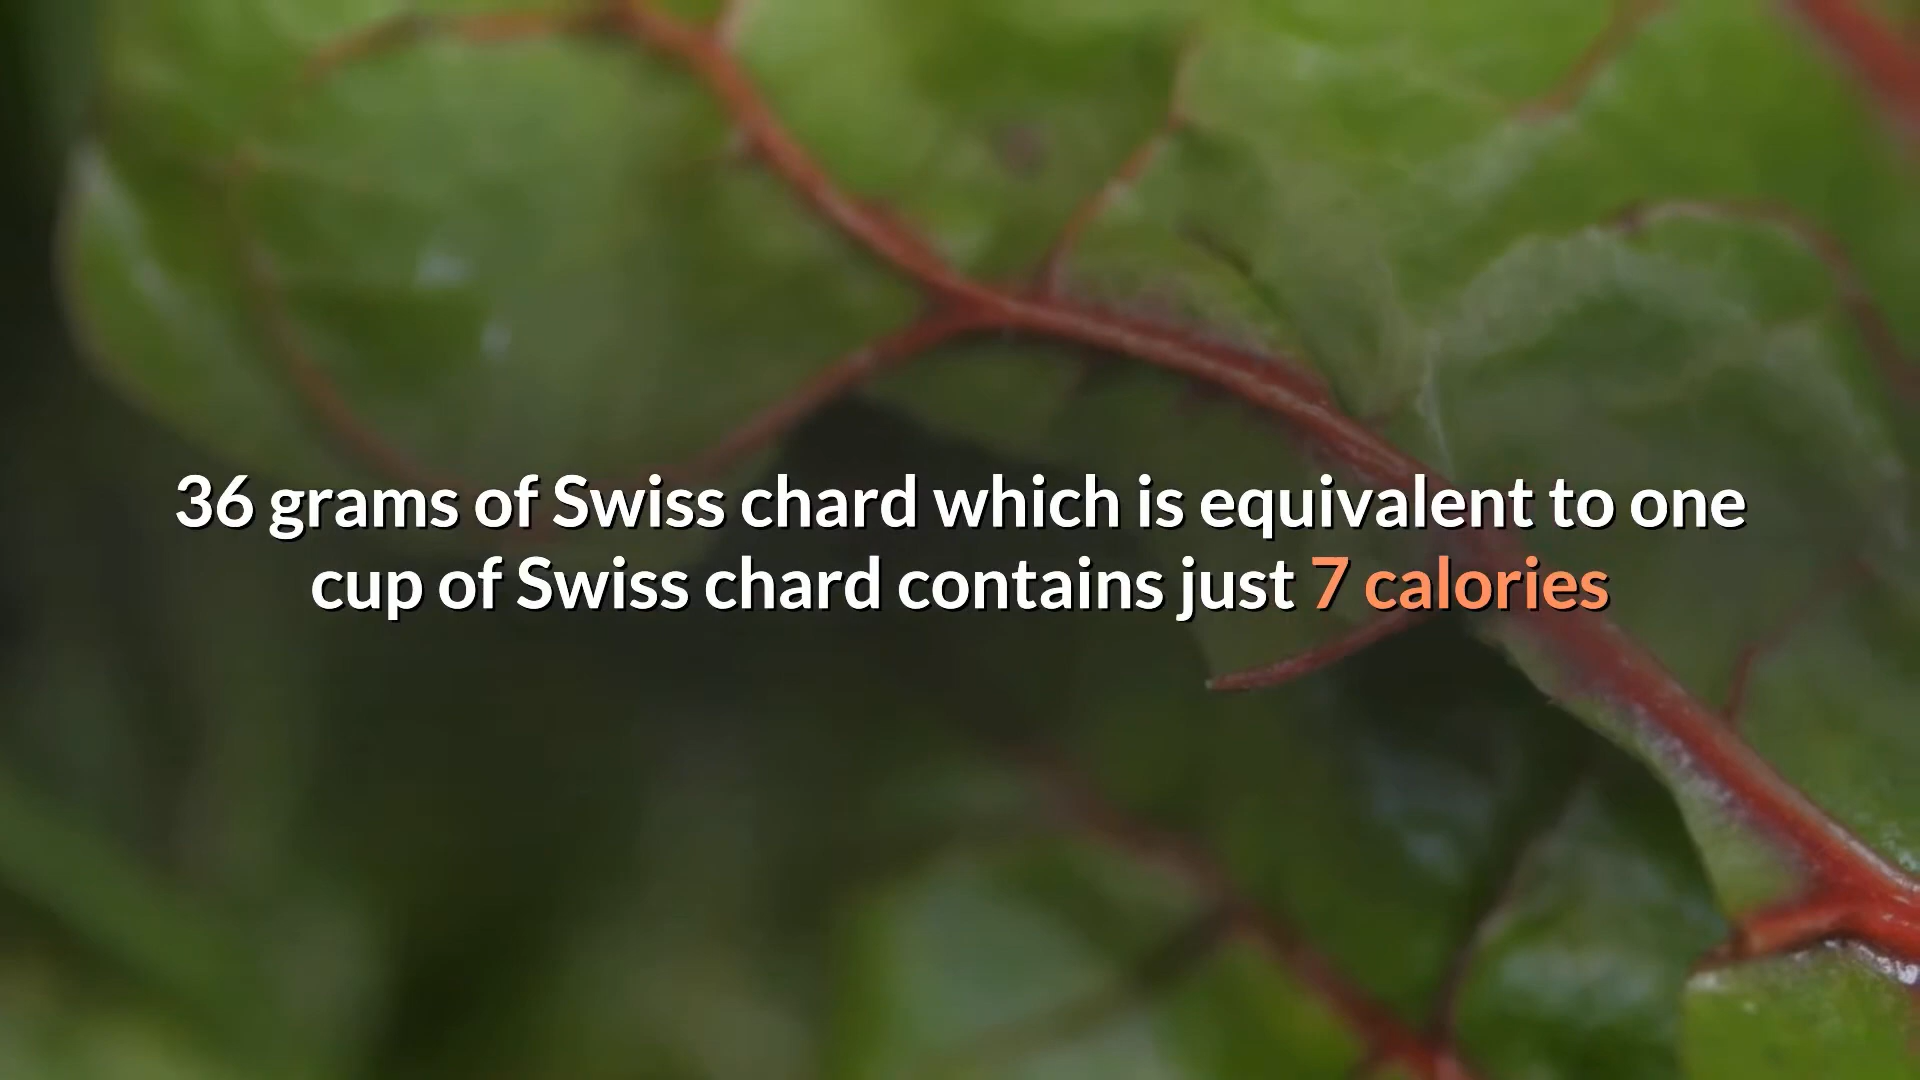 36 grams of Swiss chard which is equivalent to one
cup of Swiss chard contains just 7 calories